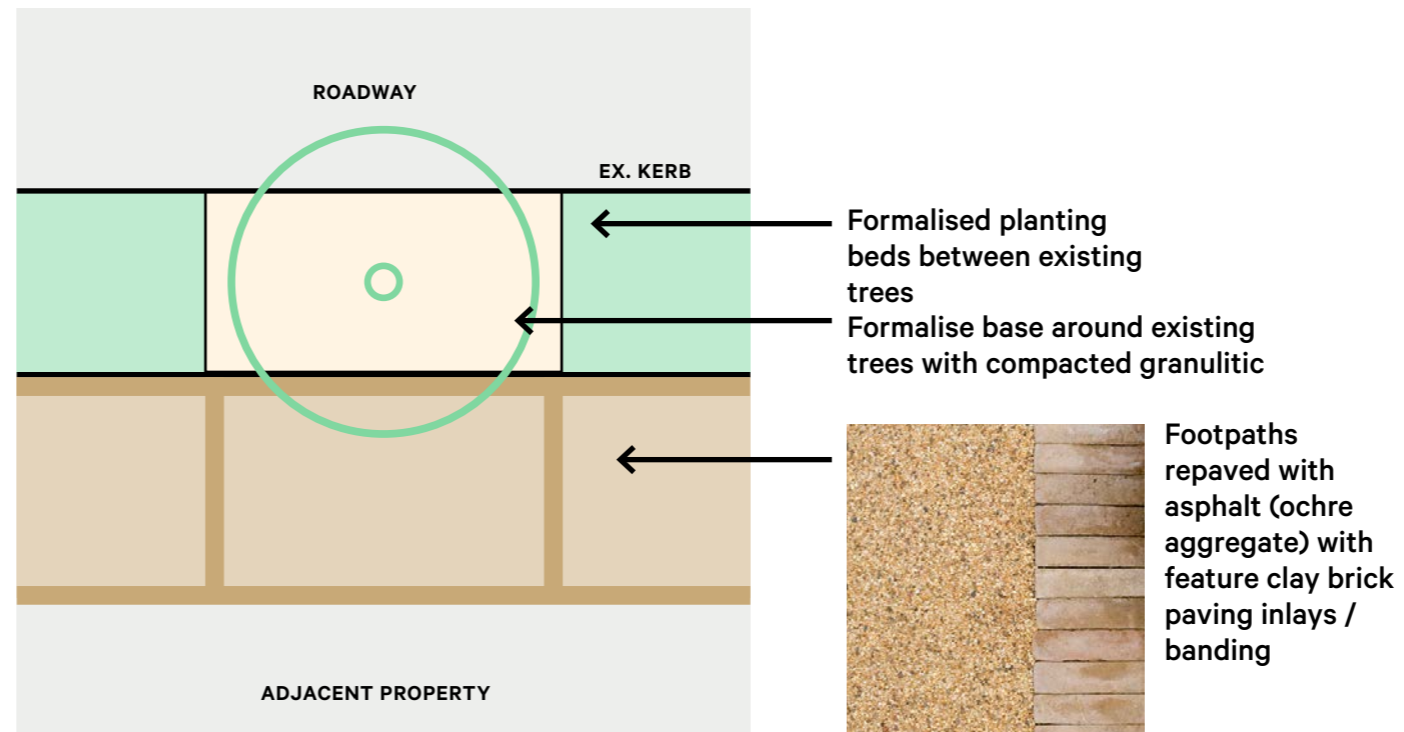 ROADWAY
EX. KERB
Formalised planting
beds between existing
trees
Formalise base around existing
trees with compacted granulitic
Footpaths
repaved with
asphalt (ochre
aggregate) with
feature clay brick
paving inlays /
banding
ADJACENT PROPERTY